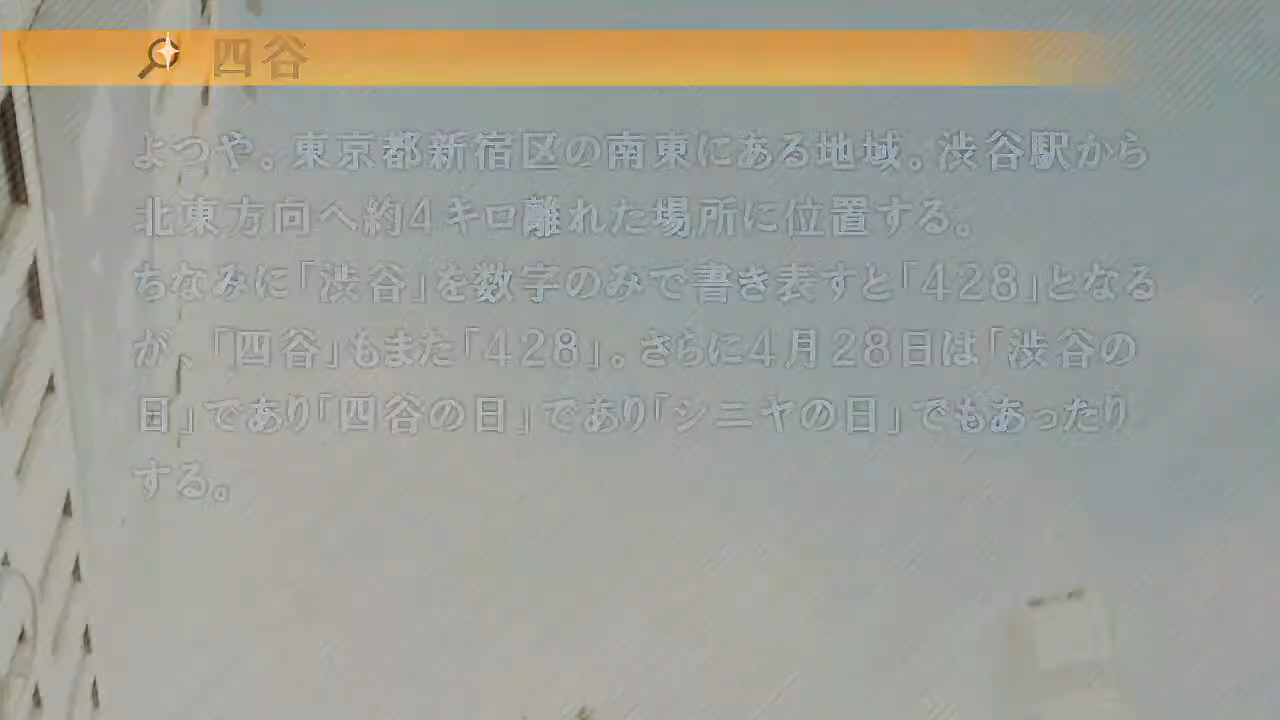 四谷
よつや。東京都新宿区の南東にある地域。渋谷駅から
北東方向へ約4キロ離れた場所に位置する。
ちなみに「渋谷」を数字のみで書き表すと「428」となる
が、「四谷」もまた「428」。さらに4月28日は「渋谷の
日」であり「四谷の日」であり「シニヤの日」でもあったり
する。